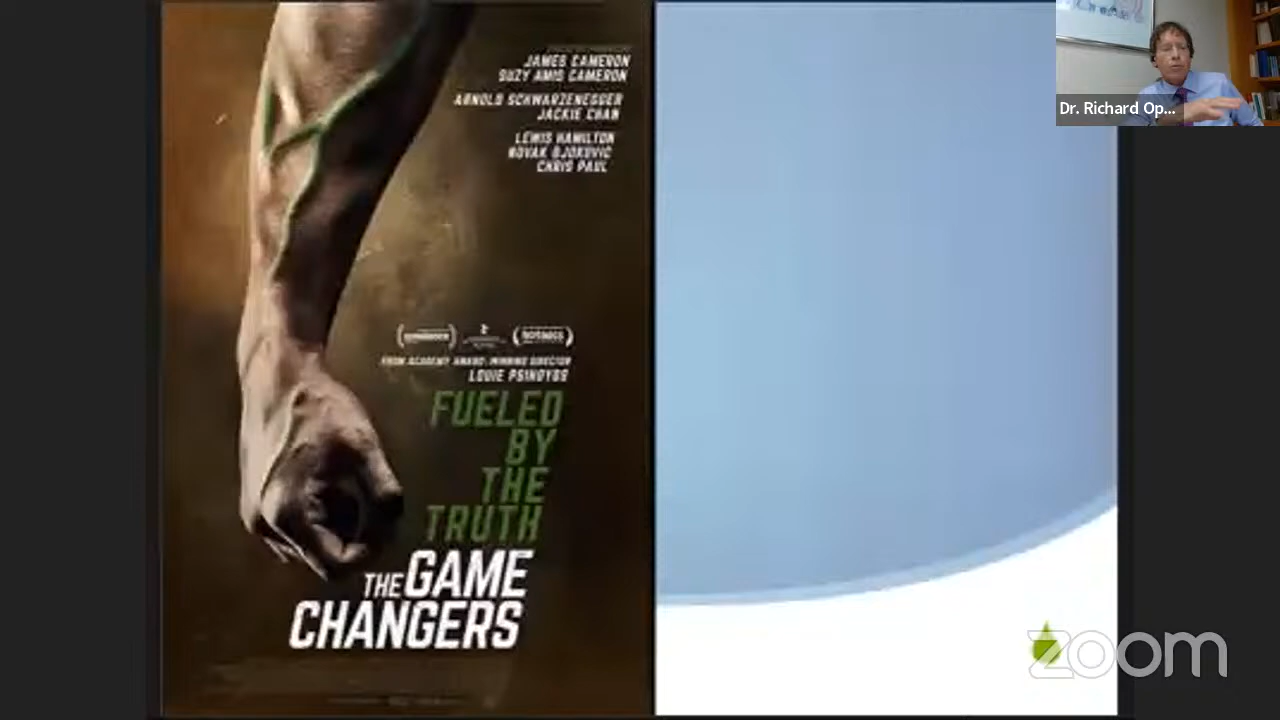 JAMES CAMERON
SUZY AMIS CAMERON
ARNOLD SCHWARZENEGGER
JACKIE CHAN
LEWIS HAMILTON
NOVAK DJOKOVIC
CHRIS PAUL
FROM ACADEMY AWARD-WINNING DIRECTOR
LOUIE PSIHOYOS
FUELED
BY
THE
TRUTH
THE GAME
CHANGERS
Dr. Richard Op...
zoom